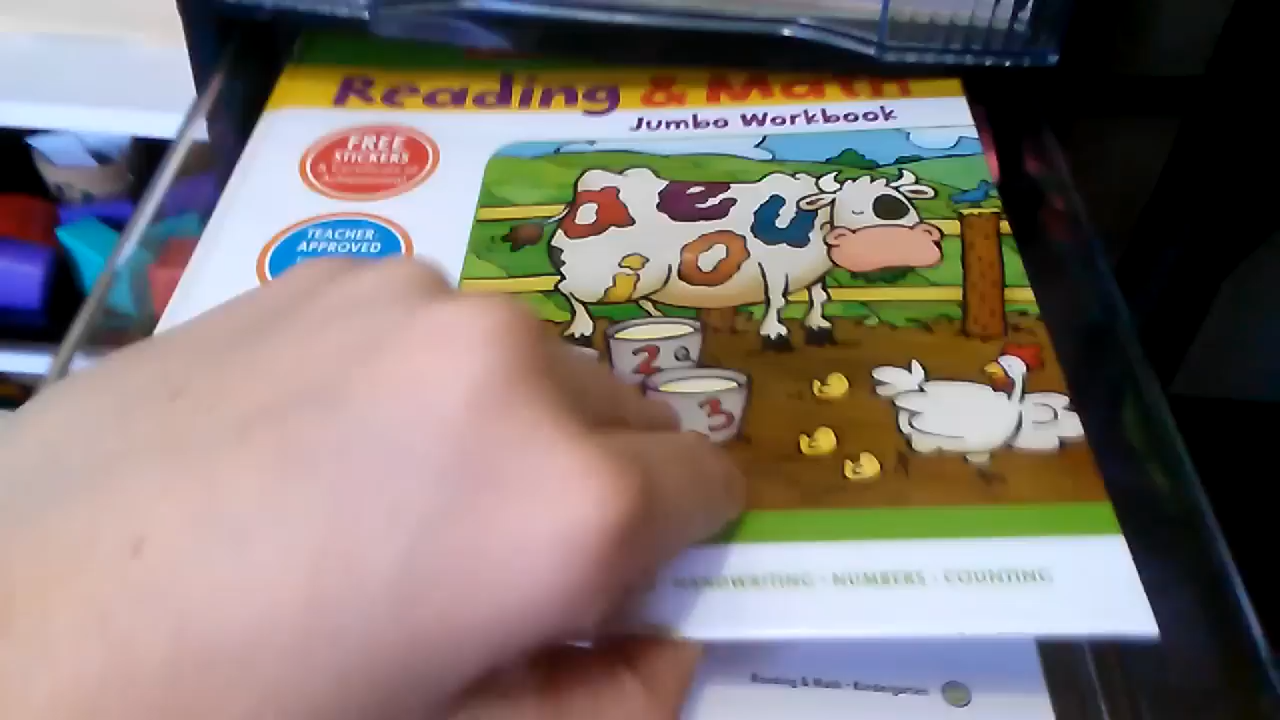 Reading & Math
Jumbo Workbook
FREE
STICKERS
TEACHER-
APPROVED
a e i o u
2
3
HANDWRITING · NUMBERS · COUNTING
Reading & Math · Kindergarten